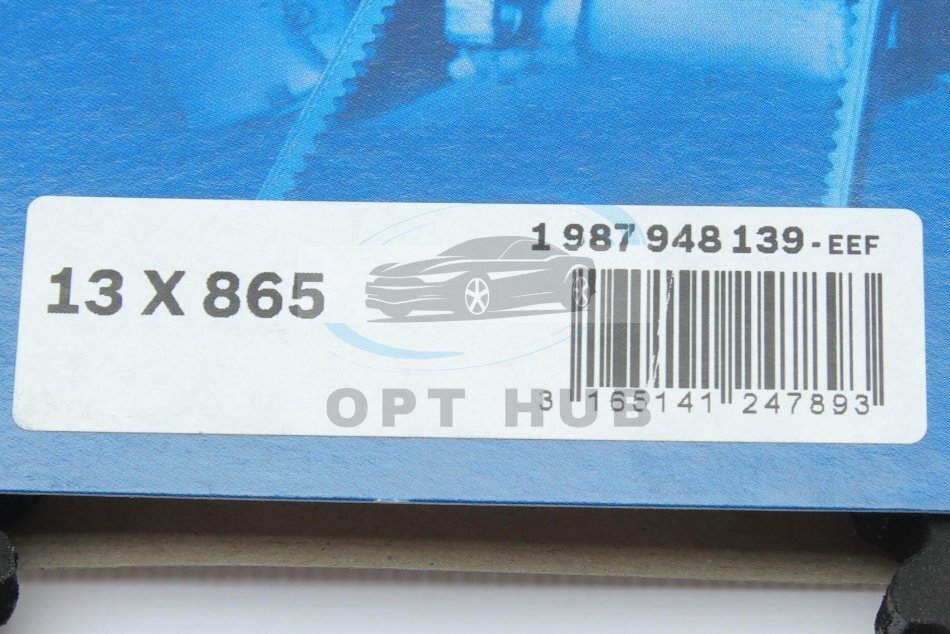 1 987 948 139 - EEF
13 X 865
OPT HUB
3 165141 247893